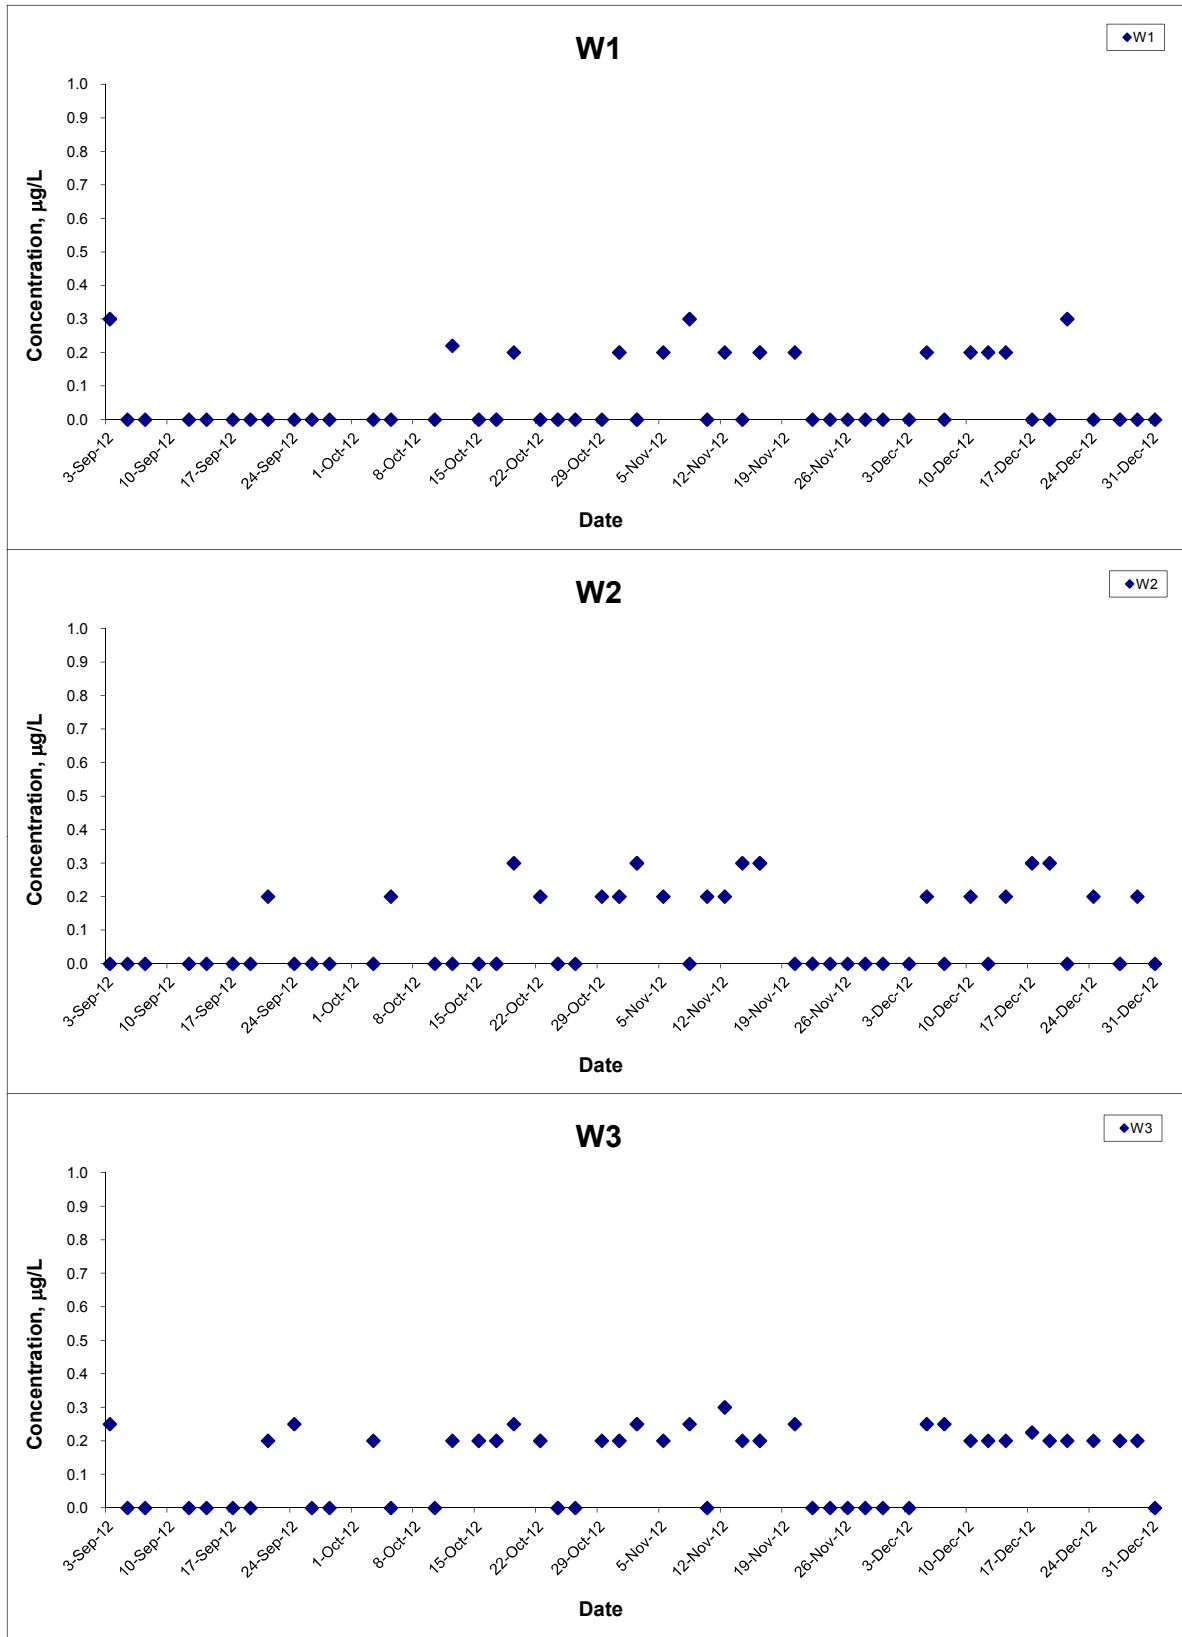 W1
W1
1.0
0.9
0.8
0.7
0.6
0.5
0.4
0.3
0.2
0.1
0.0
Concentration, µg/L
3-Sep-12 10-Sep-12 17-Sep-12 24-Sep-12 1-Oct-12 8-Oct-12 15-Oct-12 22-Oct-12 29-Oct-12 5-Nov-12 12-Nov-12 19-Nov-12 26-Nov-12 3-Dec-12 10-Dec-12 17-Dec-12 24-Dec-12 31-Dec-12
Date
W2
W2
1.0
0.9
0.8
0.7
0.6
0.5
0.4
0.3
0.2
0.1
0.0
Concentration, µg/L
3-Sep-12 10-Sep-12 17-Sep-12 24-Sep-12 1-Oct-12 8-Oct-12 15-Oct-12 22-Oct-12 29-Oct-12 5-Nov-12 12-Nov-12 19-Nov-12 26-Nov-12 3-Dec-12 10-Dec-12 17-Dec-12 24-Dec-12 31-Dec-12
Date
W3
W3
1.0
0.9
0.8
0.7
0.6
0.5
0.4
0.3
0.2
0.1
0.0
Concentration, µg/L
3-Sep-12 10-Sep-12 17-Sep-12 24-Sep-12 1-Oct-12 8-Oct-12 15-Oct-12 22-Oct-12 29-Oct-12 5-Nov-12 12-Nov-12 19-Nov-12 26-Nov-12 3-Dec-12 10-Dec-12 17-Dec-12 24-Dec-12 31-Dec-12
Date